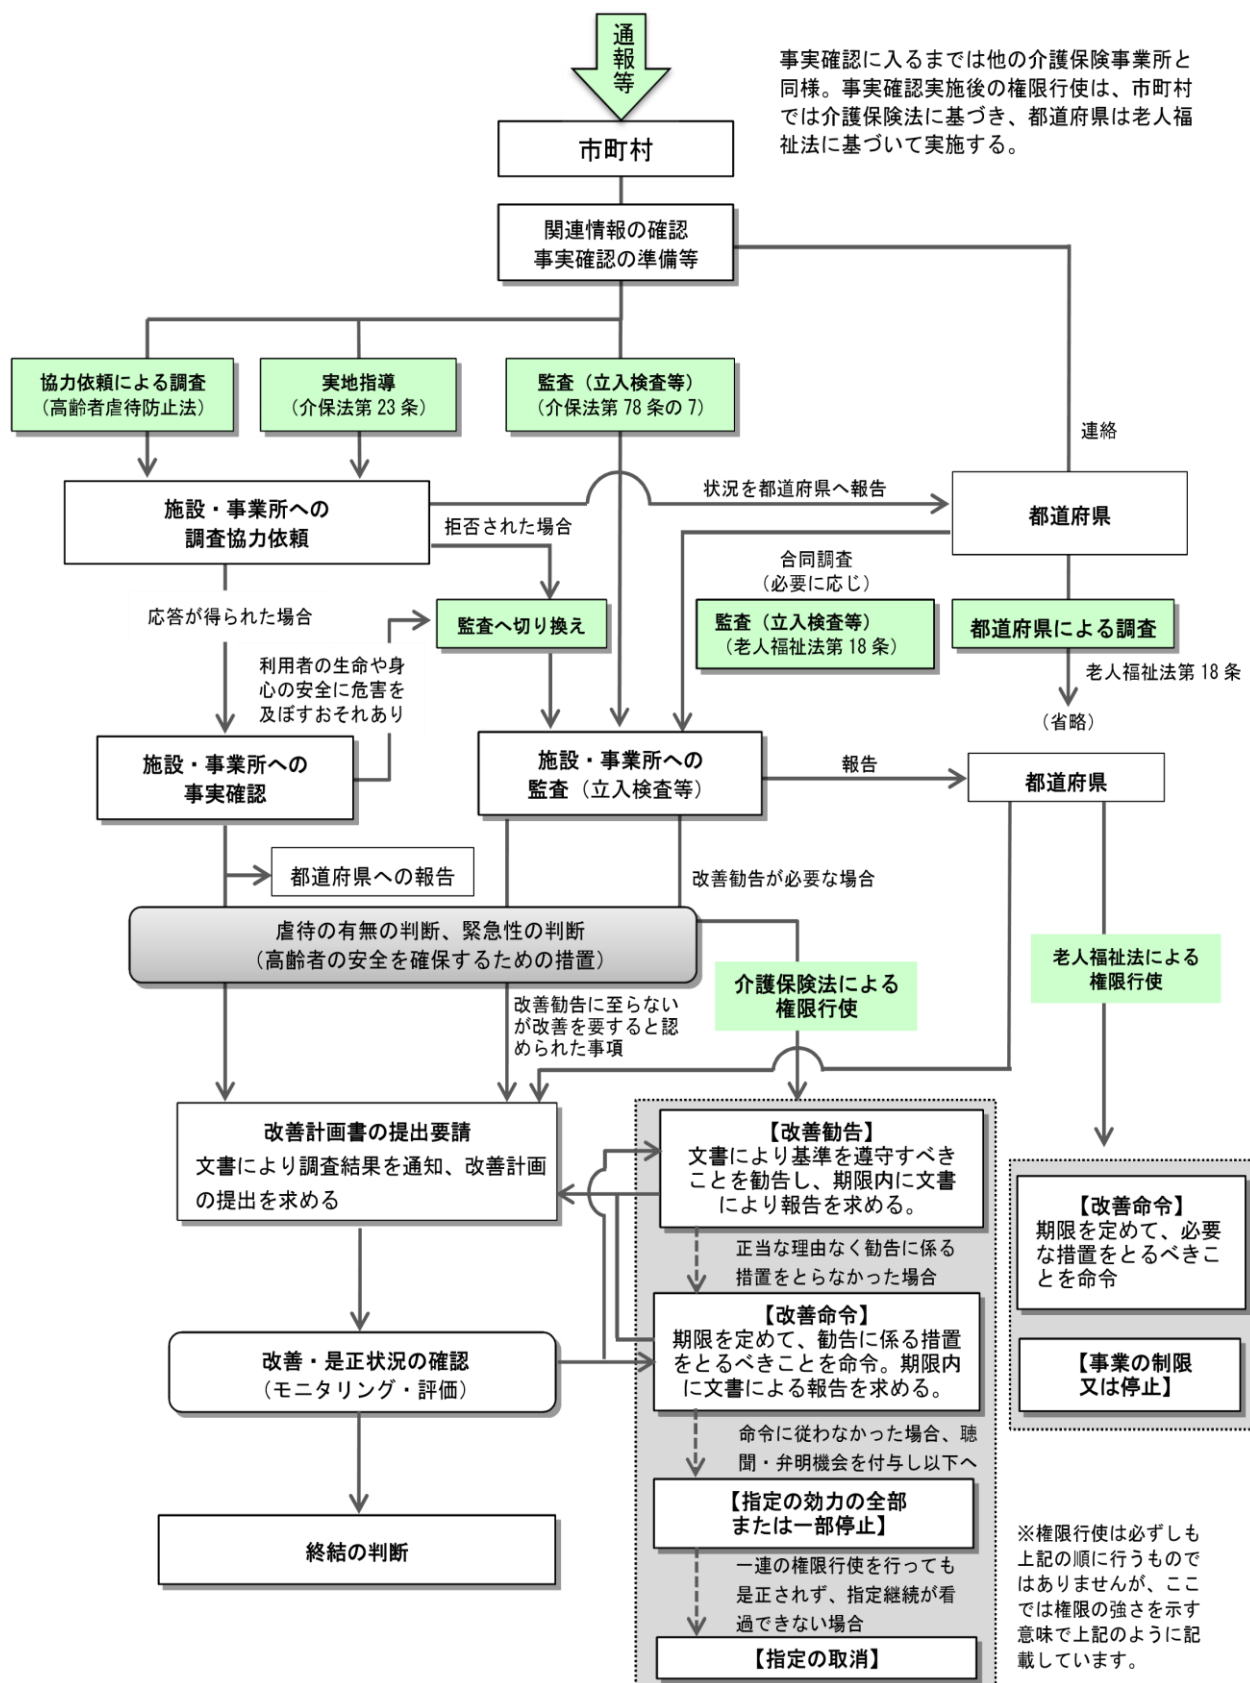 通報等
事実確認に入るまでは他の介護保険事業所と
同様。事実確認実施後の権限行使は、市町村
では介護保険法に基づき、都道府県は老人福
祉法に基づいて実施する。
市町村
関連情報の確認
事実確認の準備等
協力依頼による調査
（高齢者虐待防止法）
実地指導
（介保法第 23 条）
監査（立入検査等）
（介保法第 78 条の 7）
連絡
施設・事業所への
調査協力依頼
状況を都道府県へ報告
都道府県
拒否された場合
合同調査
（必要に応じ）
応答が得られた場合
監査へ切り換え
監査（立入検査等）
（老人福祉法第 18 条）
都道府県による調査
老人福祉法第 18 条
（省略）
利用者の生命や身
心の安全に危害を
及ぼすおそれあり
施設・事業所への
事実確認
施設・事業所への
監査（立入検査等）
報告
都道府県
都道府県への報告
改善勧告が必要な場合
虐待の有無の判断、緊急性の判断
（高齢者の安全を確保するための措置）
介護保険法による
権限行使
老人福祉法による
権限行使
改善勧告に至らない
が改善を要すると認
められた事項
改善計画書の提出要請
文書により調査結果を通知、改善計画
の提出を求める
【改善勧告】
文書により基準を遵守すべき
ことを勧告し、期限内に文書
により報告を求める。
正当な理由なく勧告に係る
措置をとらなかった場合
【改善命令】
期限を定めて、必要
な措置をとるべきこ
とを命令
【改善命令】
期限を定めて、勧告に係る措置
をとるべきことを命令。期限内
に文書による報告を求める。
改善・是正状況の確認
（モニタリング・評価）
【事業の制限
又は停止】
命令に従わなかった場合、聴
聞・弁明機会を付与し以下へ
【指定の効力の全部
または一部停止】
終結の判断
一連の権限行使を行っても
是正されず、指定継続が看
過できない場合
【指定の取消】
※権限行使は必ずしも
上記の順に行うもので
はありませんが、ここ
では権限の強さを示す
意味で上記のように記
載しています。